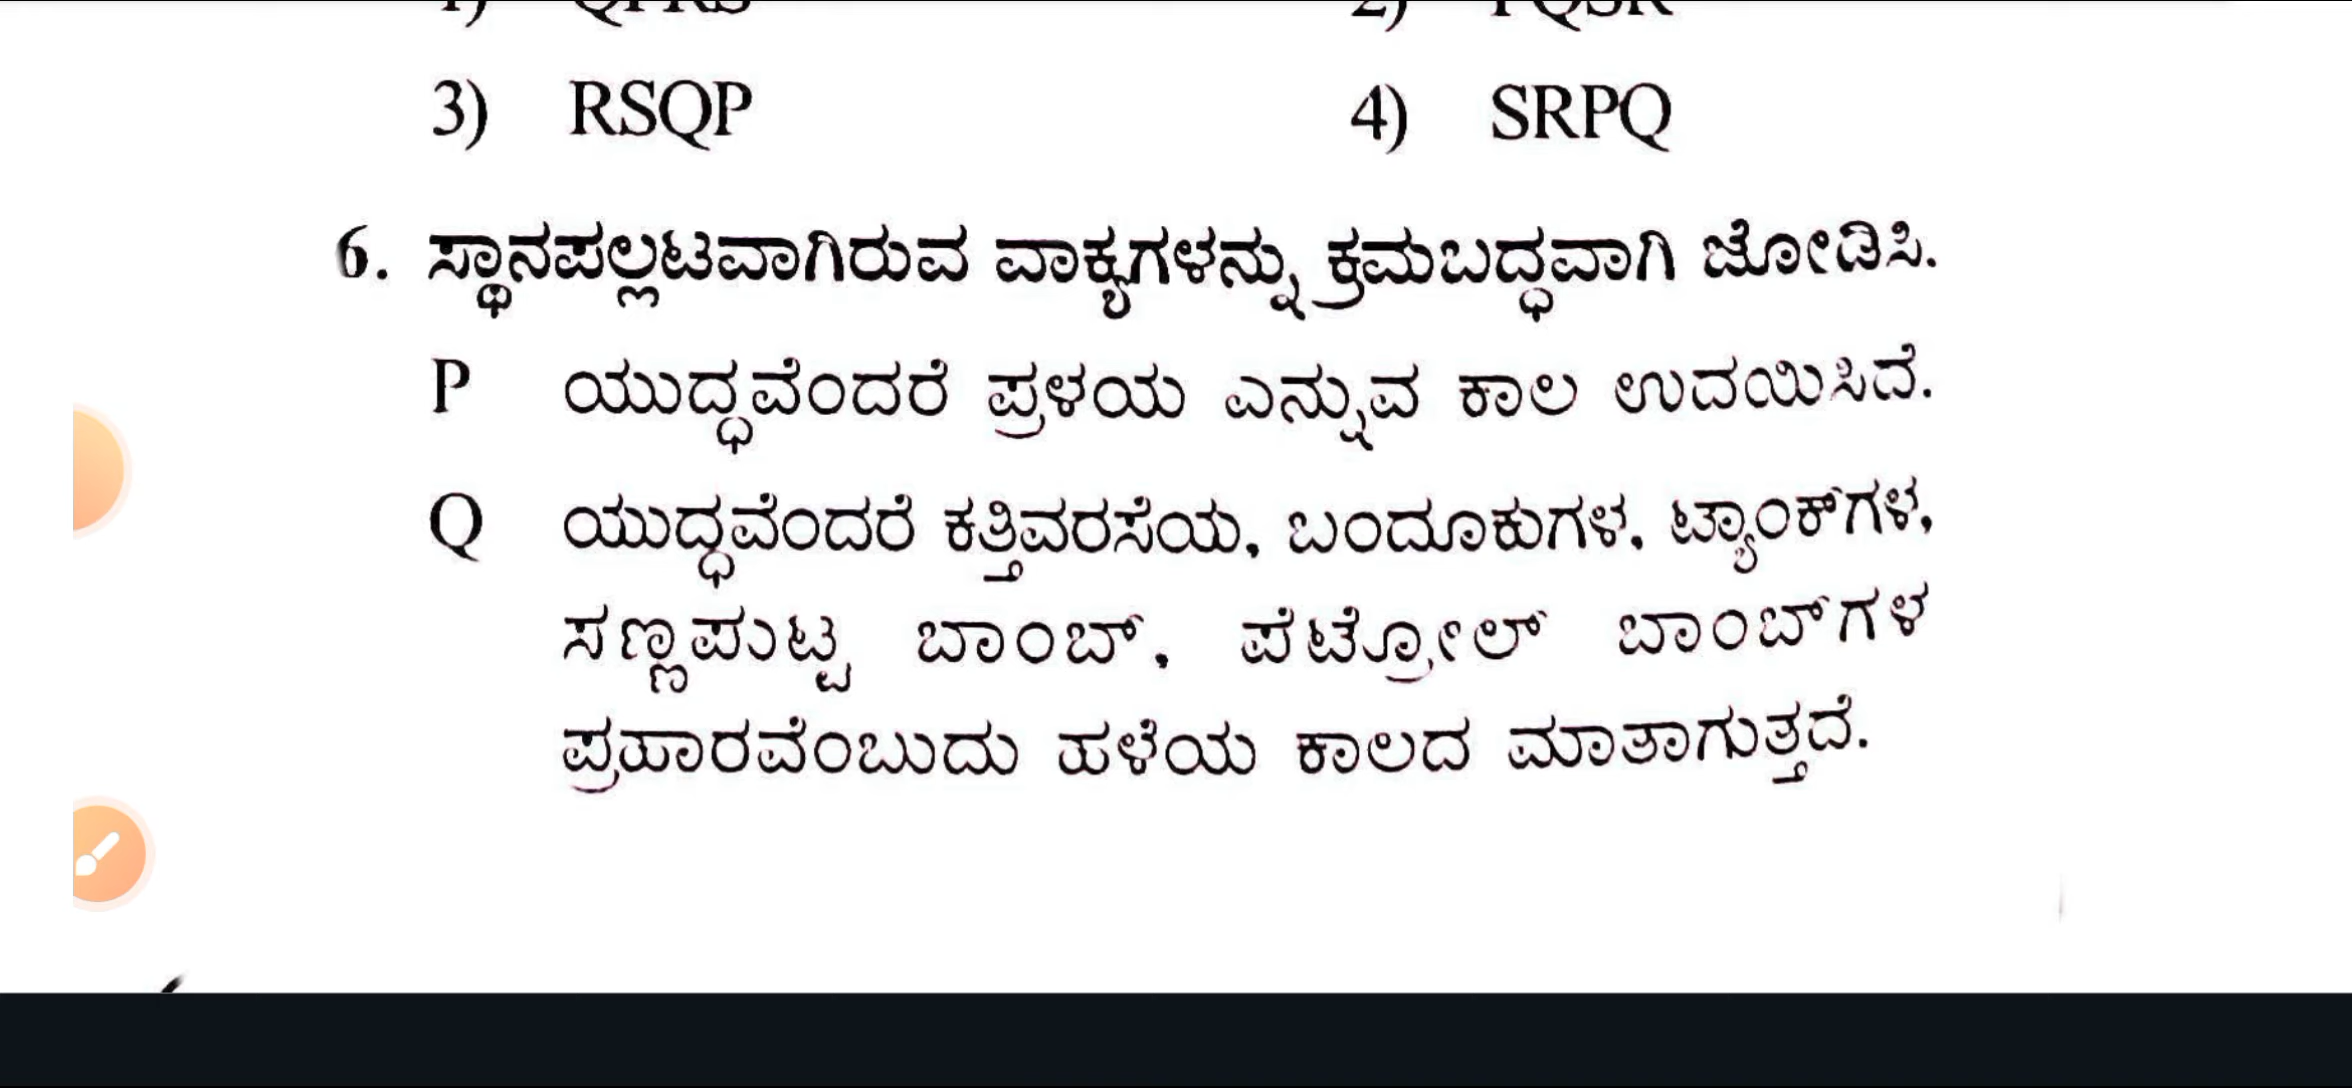 3) RSQP 4) SRPQ
6. ಸ್ಥಾನಪಲ್ಲಟವಾಗಿರುವ ವಾಕ್ಯಗಳನ್ನು ಕ್ರಮಬದ್ಧವಾಗಿ ಜೋಡಿಸಿ.
P ಯುದ್ಧವೆಂದರೆ ಪ್ರಳಯ ಎನ್ನುವ ಕಾಲ ಉದಯಿಸಿದೆ.
Q ಯುದ್ಧವೆಂದರೆ ಕತ್ತಿವರಸೆಯ, ಬಂದೂಕುಗಳ, ಟ್ಯಾಂಕ್‌ಗಳ,
ಸಣ್ಣಪುಟ್ಟ ಬಾಂಬ್, ಪೆಟ್ರೋಲ್ ಬಾಂಬ್‌ಗಳ
ಪ್ರಹಾರವೆಂಬುದು ಹಳೆಯ ಕಾಲದ ಮಾತಾಗುತ್ತದೆ.